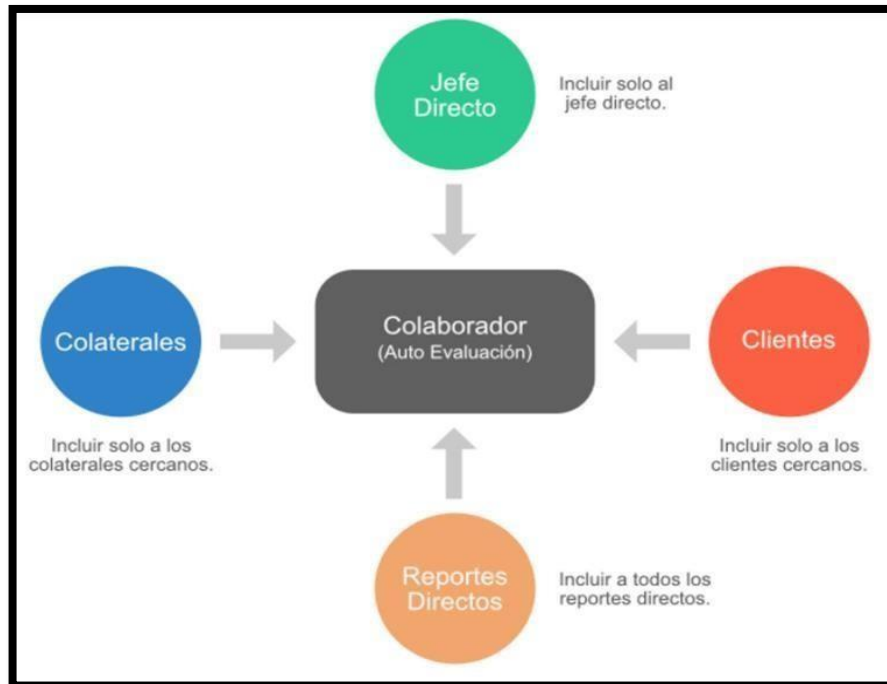 Jefe
Directo
Incluir solo al
jefe directo.
Colaborador
(Auto Evaluación)
Colaterales
Incluir solo a los
colaterales cercanos.
Clientes
Incluir solo a los
clientes cercanos.
Reportes
Directos
Incluir a todos los
reportes directos.